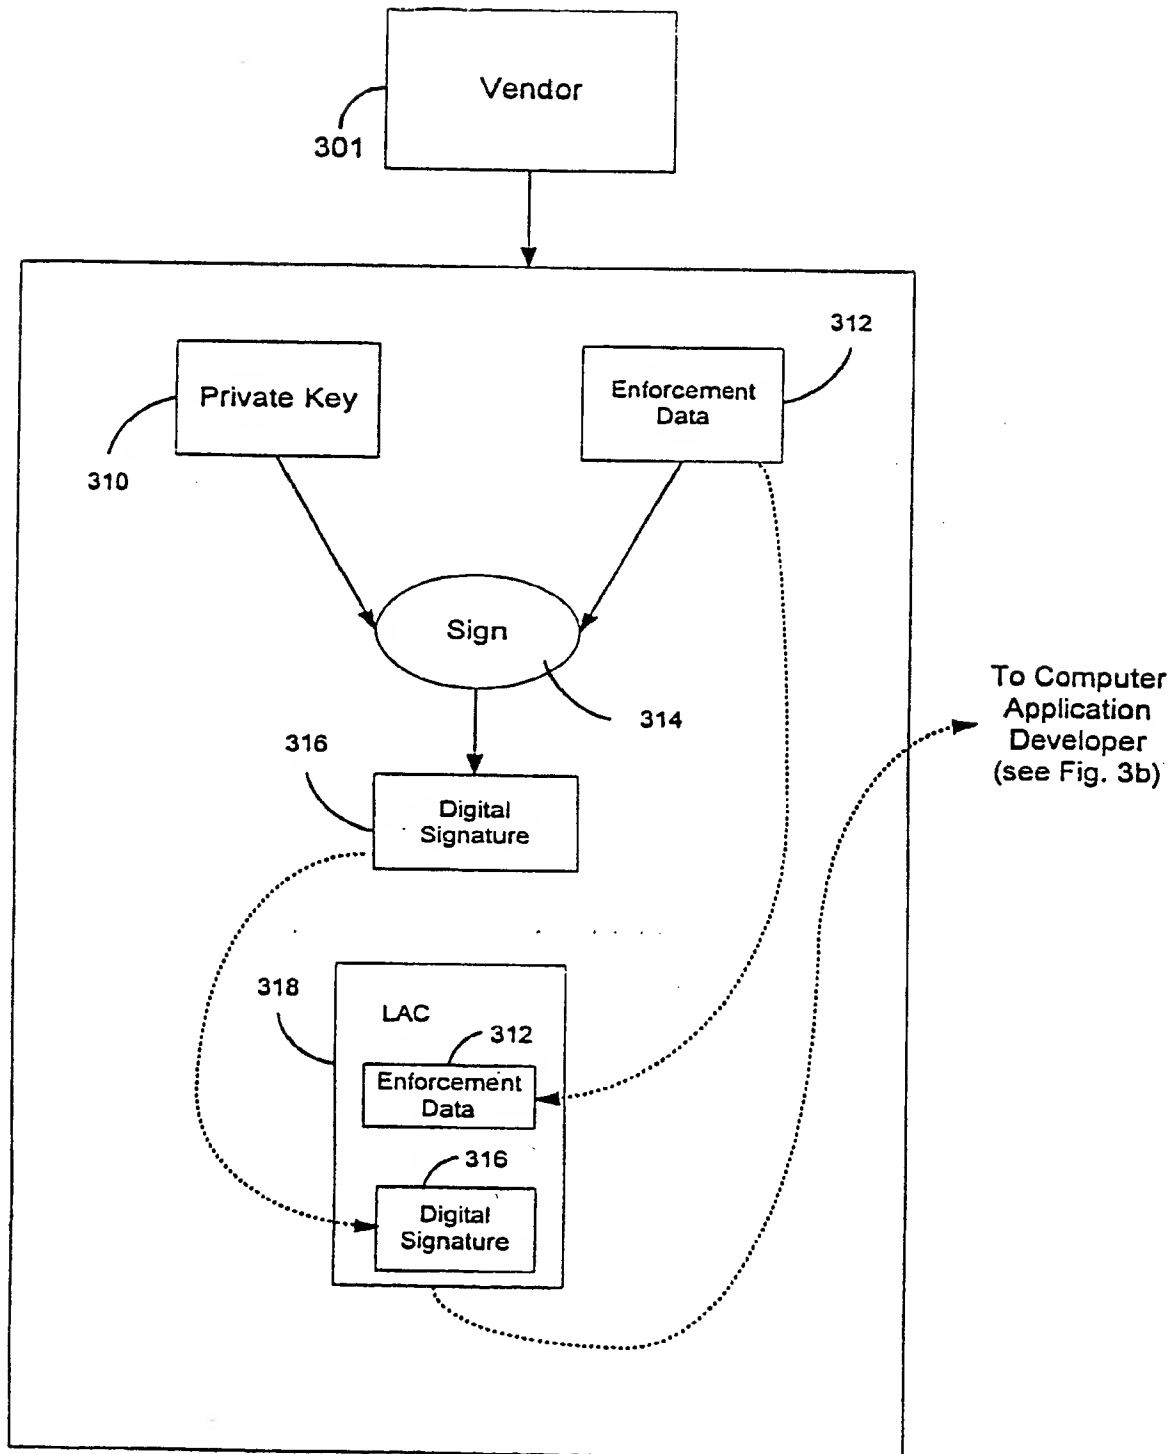 Vendor
301
312
Private Key
Enforcement
Data
310
Sign
314
To Computer
Application
Developer
(see Fig. 3b)
316
Digital
Signature
318
LAC
312
Enforcement
Data
316
Digital
Signature